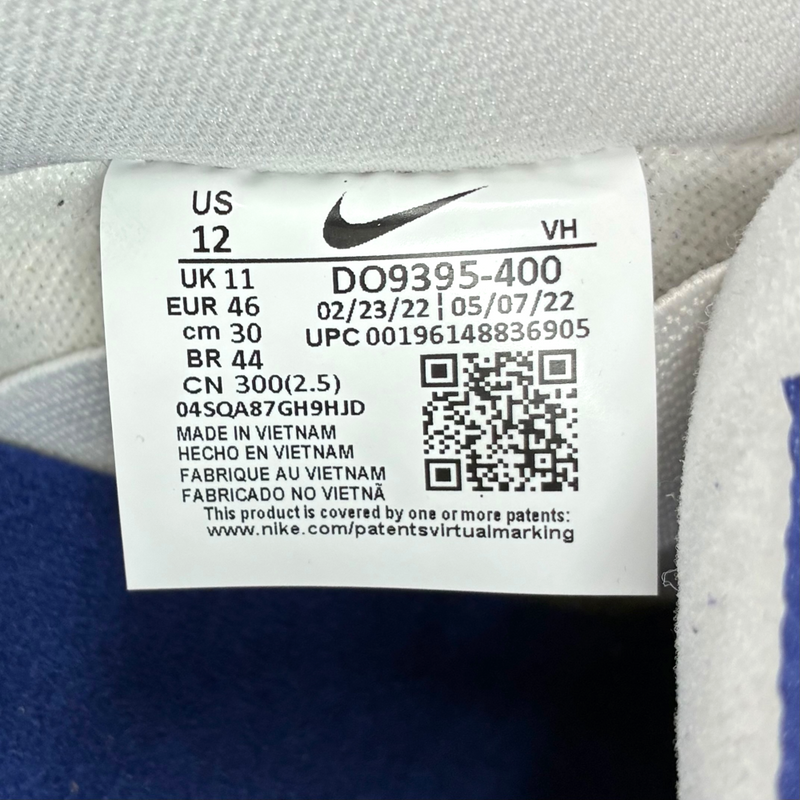 US
12
VH
UK 11
EUR 46
cm 30
BR 44
CN 300(2.5)
04SQA87GH9HJD
DO9395-400
02/23/22 | 05/07/22
UPC 00196148836905
MADE IN VIETNAM
HECHO EN VIETNAM
FABRIQUE AU VIETNAM
FABRICADO NO VIETNÃ
This product is covered by one or more patents:
www.nike.com/patentsvirtualmarking